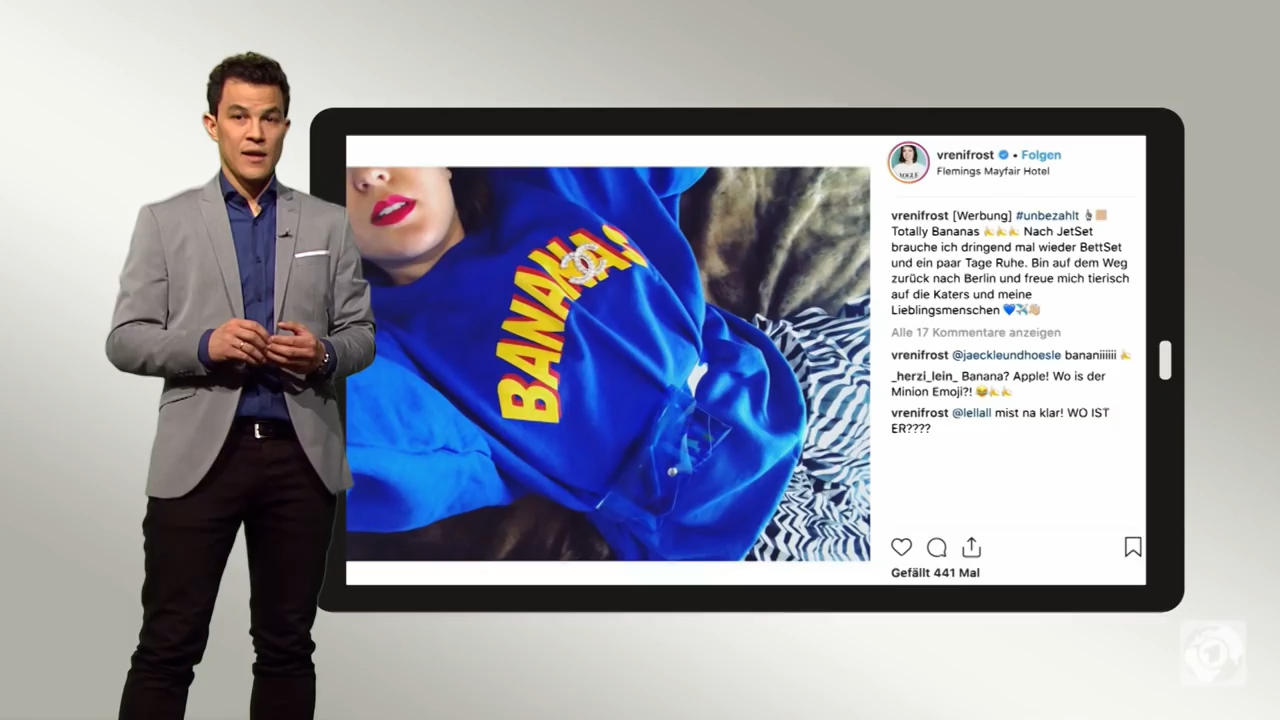 BANANAS
VOGUE
vrenifrost • Folgen
Flemings Mayfair Hotel
vrenifrost [Werbung] #unbezahlt
Totally Bananas 🍌🍌🍌 Nach JetSet
brauche ich dringend mal wieder BettSet
und ein paar Tage Ruhe. Bin auf dem Weg
zurück nach Berlin und freue mich tierisch
auf die Katers und meine
Lieblingsmenschen 💙✈️👋🏼
Alle 17 Kommentare anzeigen
vrenifrost @jaeckleundhoesle bananiiiiii 🍌
_herzi_lein_ Banana? Apple! Wo is der
Minion Emoji?! 😂🍌🍌
vrenifrost @lellall mist na klar! WO IST
ER????
Gefällt 441 Mal